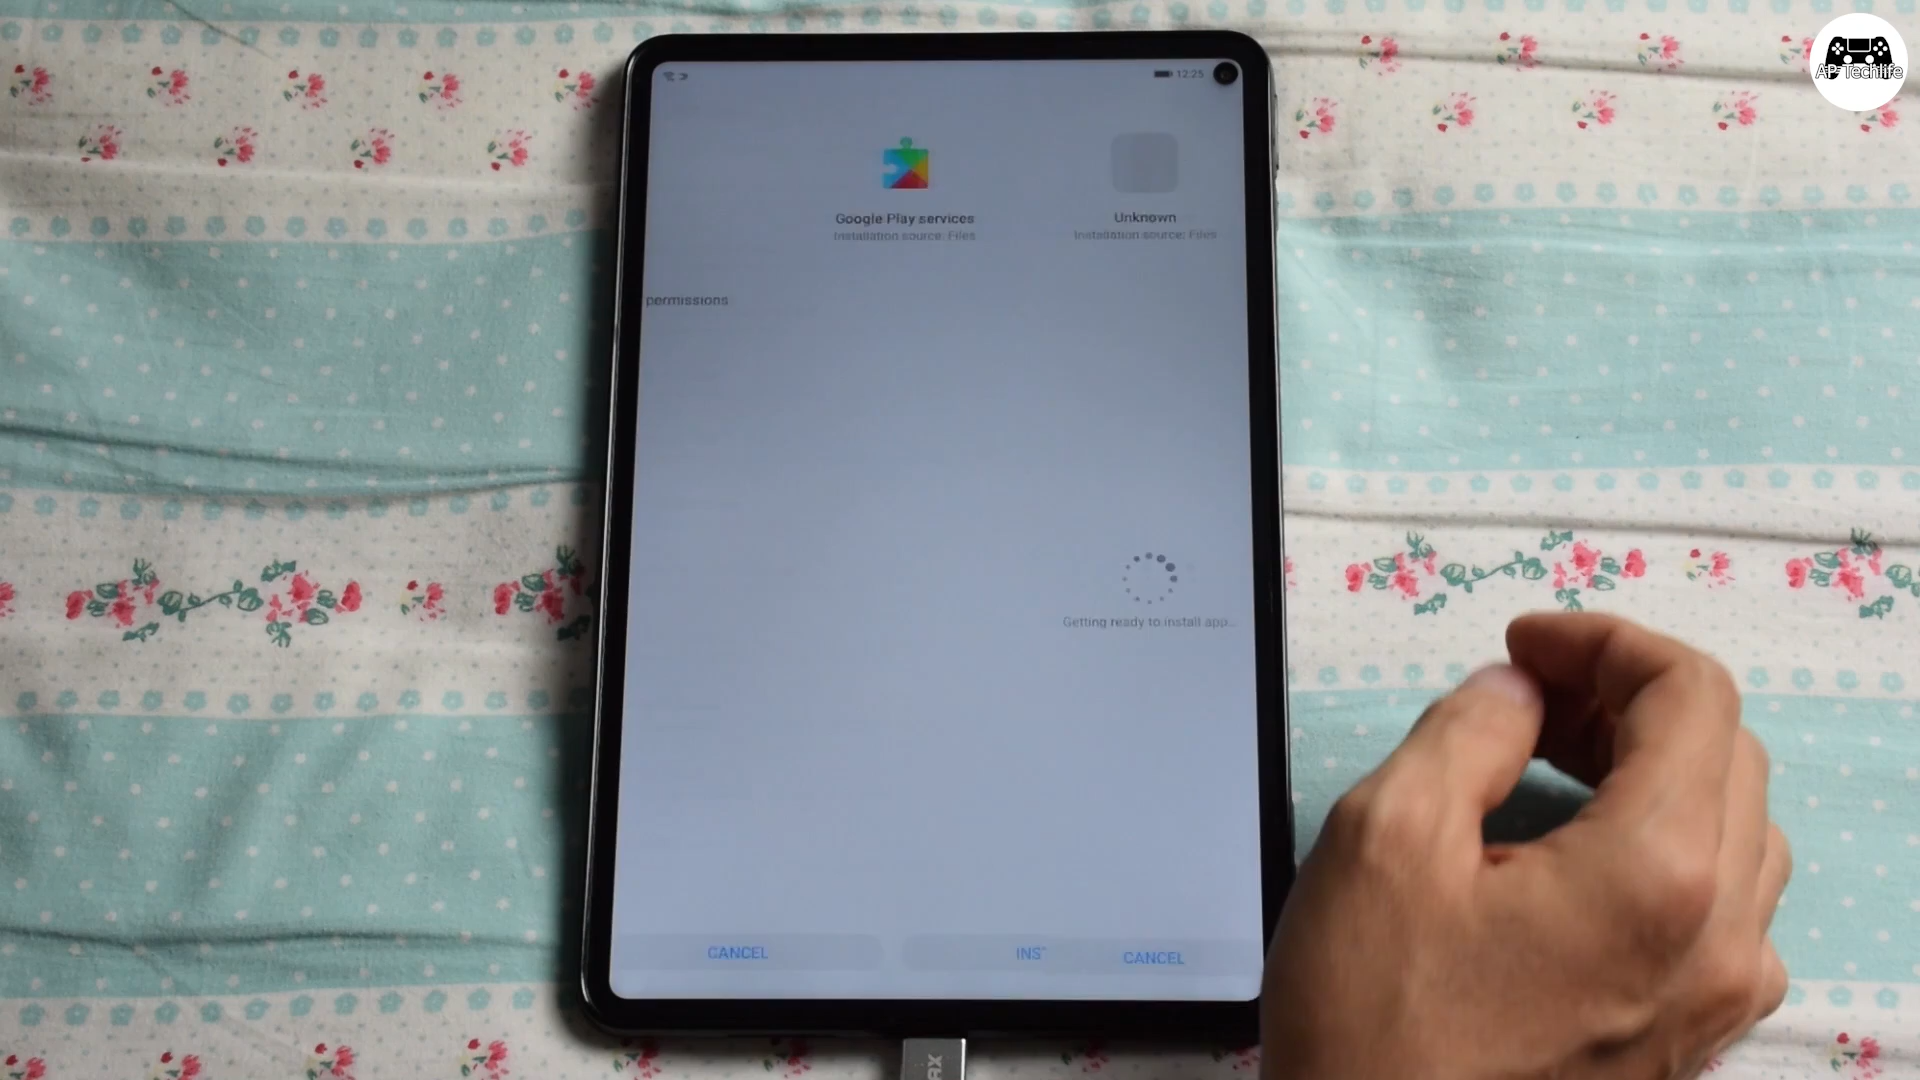 AP Techlife
12:25
Google Play services
Installation source: Files
Unknown
Installation source: Files
permissions
Getting ready to install app...
CANCEL
INST
CANCEL